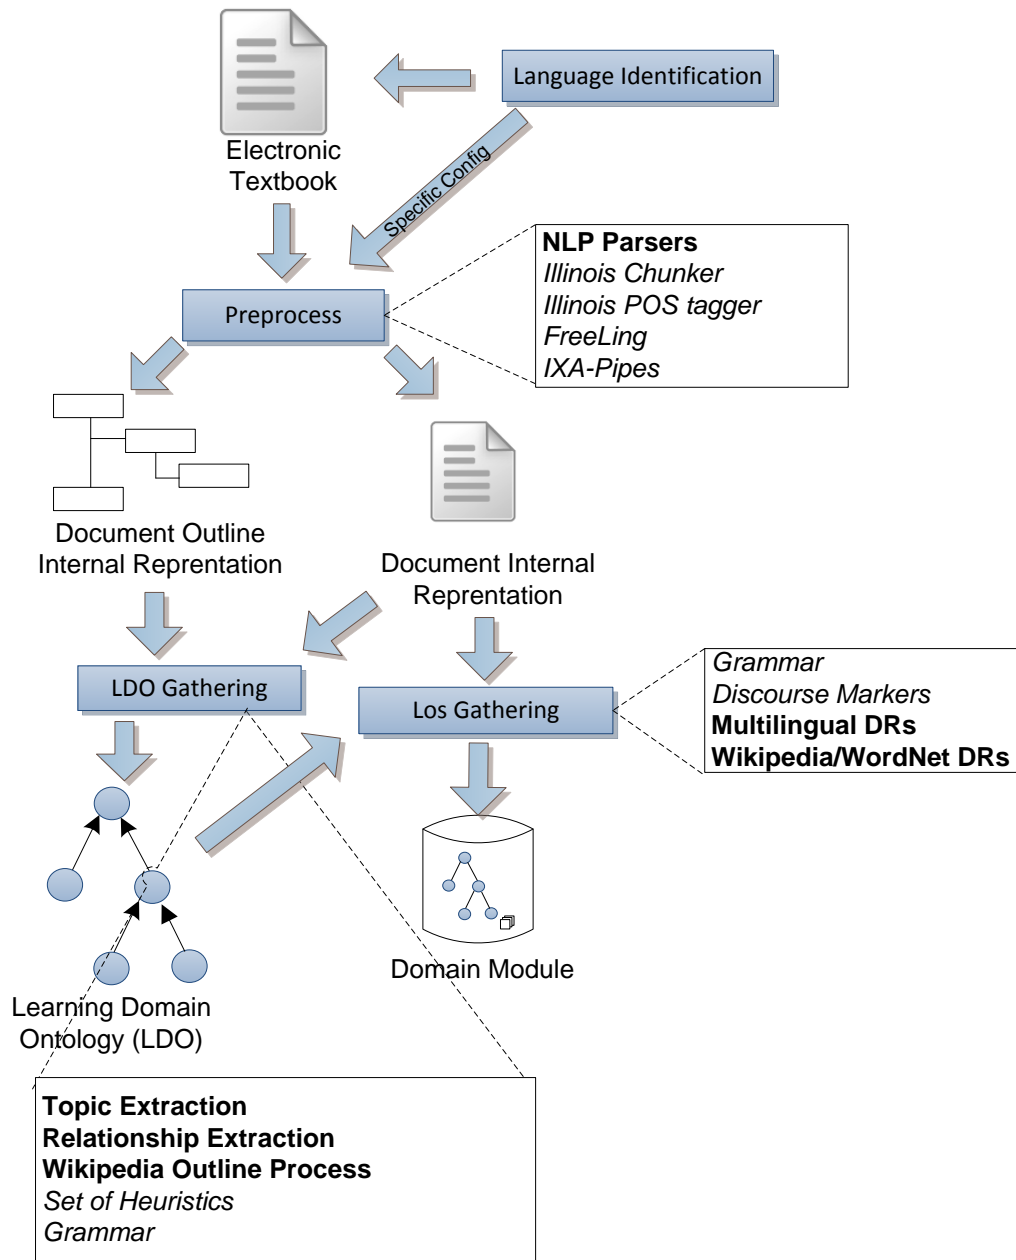 Language Identification
Electronic
Textbook
Specific Config
NLP Parsers
Illinois Chunker
Illinois POS tagger
FreeLing
IXA-Pipes
Preprocess
Document Outline
Internal Reprentation
Document Internal
Reprentation
LDO Gathering
Los Gathering
Grammar
Discourse Markers
Multilingual DRs
Wikipedia/WordNet DRs
Domain Module
Learning Domain
Ontology (LDO)
Topic Extraction
Relationship Extraction
Wikipedia Outline Process
Set of Heuristics
Grammar